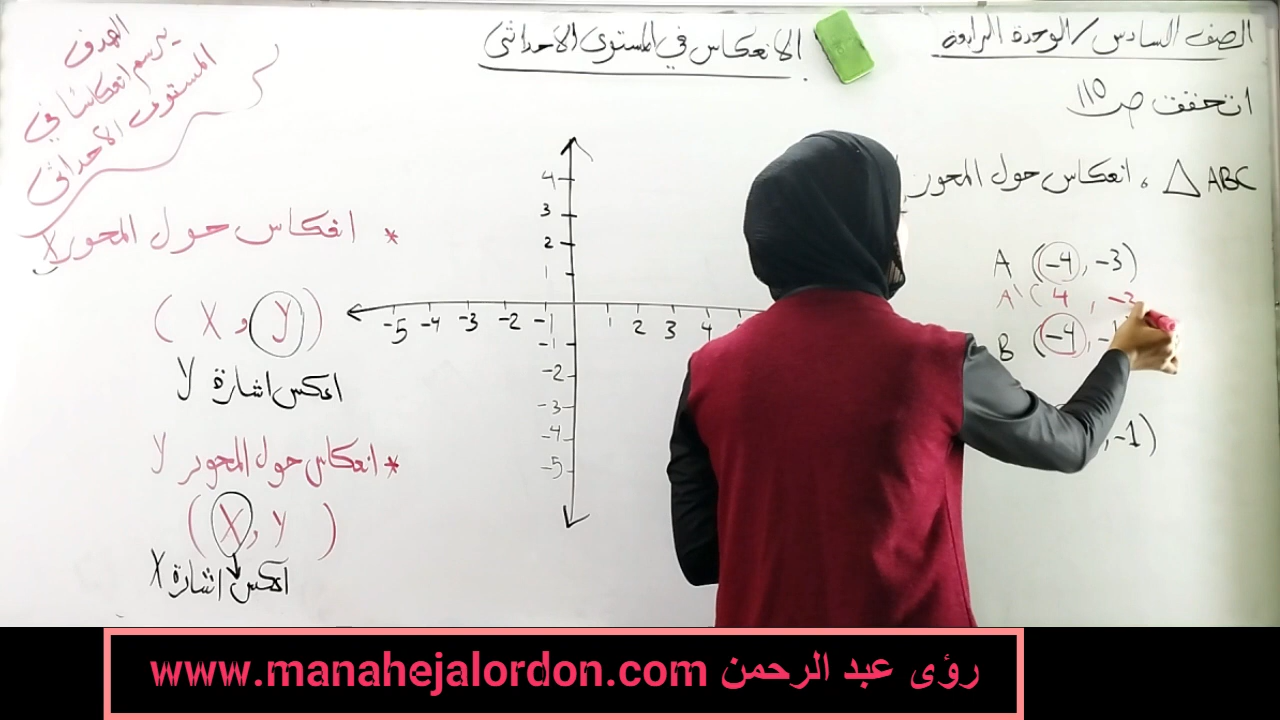 الصف السادس / الوحدة الرابعة
الانعكاس في المستوى الاحداثي
الهدف
يرسم انعكاسًا في
المستوى الاحداثي
اتحقق ص ١١٥
△ ABC ، انعكاس حول المحور
A (-4, -3)
A' (4, -3
B (-4, -1
, -1)
* انعكاس حول المحور X
(X و y)
اعكس اشارة y
* انعكاس حول المحور y
(X و y)
اعكس اشارة X
4
3
2
1
-5 -4 -3 -2 -1 1 2 3 4
-1
-2
-3
-4
-5
رؤى عبد الرحمن www.manahejalordon.com